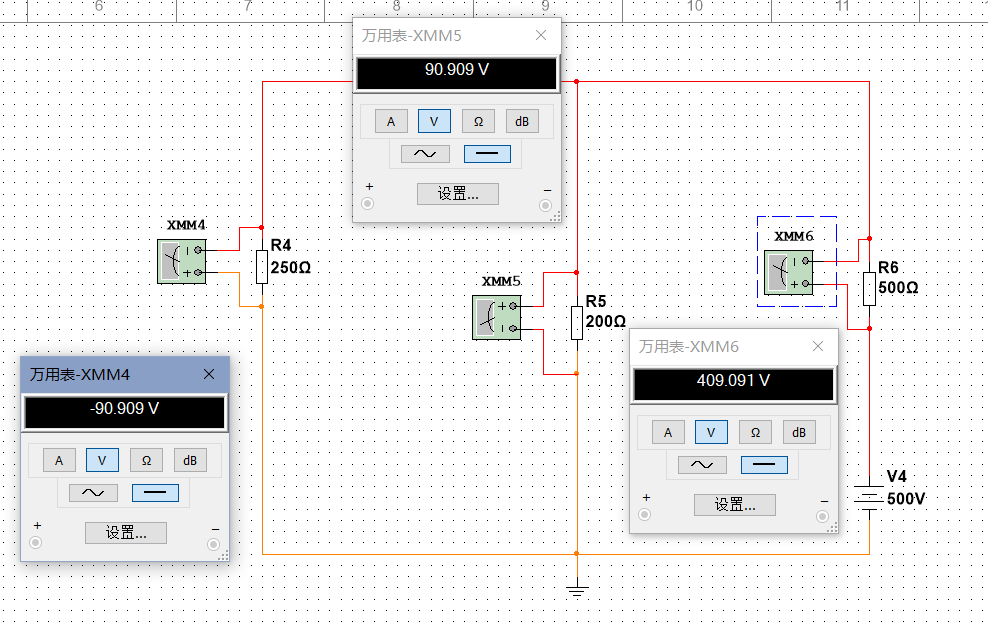 6 7 8 9 10 11
万用表-XMM5
90.909 V
A V Ω dB
+ 设置... −
XMM4
R4
250Ω
XMM6
R6
500Ω
XMM5
R5
200Ω
万用表-XMM4
-90.909 V
A V Ω dB
+ 设置... −
万用表-XMM6
409.091 V
A V Ω dB
+ 设置... −
V4
500V